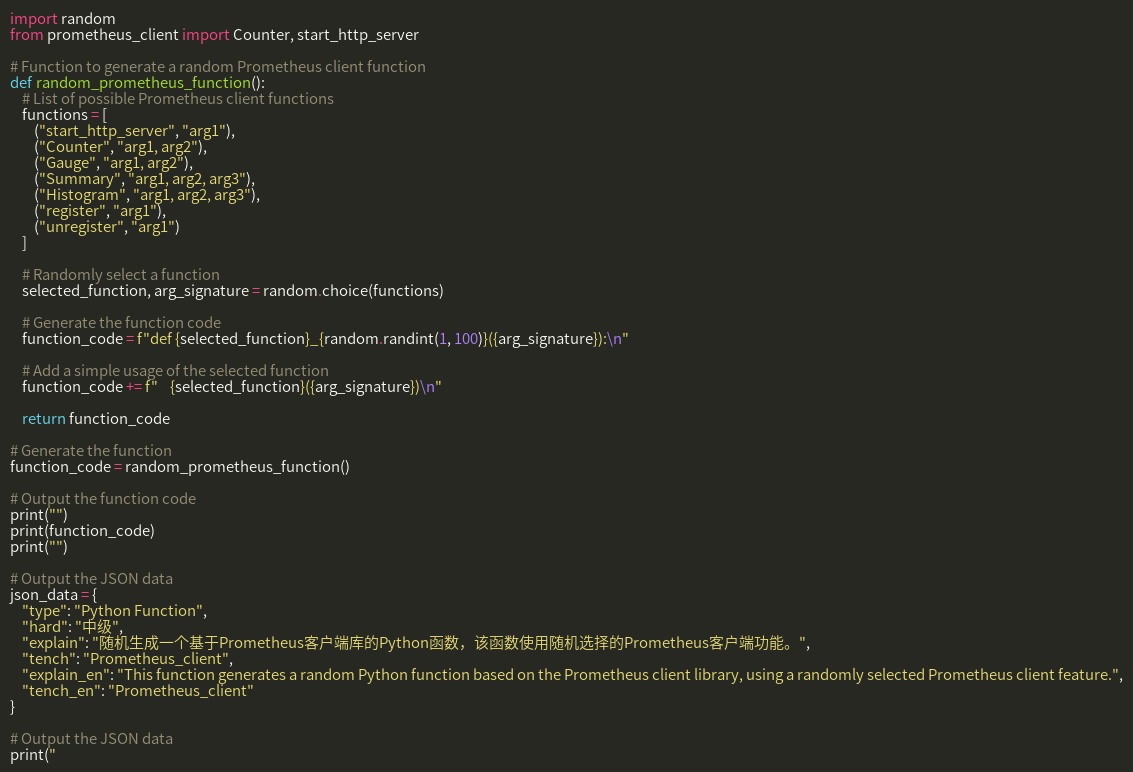 import random
from prometheus_client import Counter, start_http_server

# Function to generate a random Prometheus client function
def random_prometheus_function():
    # List of possible Prometheus client functions
    functions = [
        ("start_http_server", "arg1"),
        ("Counter", "arg1, arg2"),
        ("Gauge", "arg1, arg2"),
        ("Summary", "arg1, arg2, arg3"),
        ("Histogram", "arg1, arg2, arg3"),
        ("register", "arg1"),
        ("unregister", "arg1")
    ]

    # Randomly select a function
    selected_function, arg_signature = random.choice(functions)

    # Generate the function code
    function_code = f"def {selected_function}_{random.randint(1, 100)}({arg_signature}):\n"

    # Add a simple usage of the selected function
    function_code += f"    {selected_function}({arg_signature})\n"

    return function_code

# Generate the function
function_code = random_prometheus_function()

# Output the function code
print("")
print(function_code)
print("")

# Output the JSON data
json_data = {
    "type": "Python Function",
    "hard": "中级",
    "explain": "随机生成一个基于Prometheus客户端库的Python函数，该函数使用随机选择的Prometheus客户端功能。",
    "tench": "Prometheus_client",
    "explain_en": "This function generates a random Python function based on the Prometheus client library, using a randomly selected Prometheus client feature.",
    "tench_en": "Prometheus_client"
}

# Output the JSON data
print("